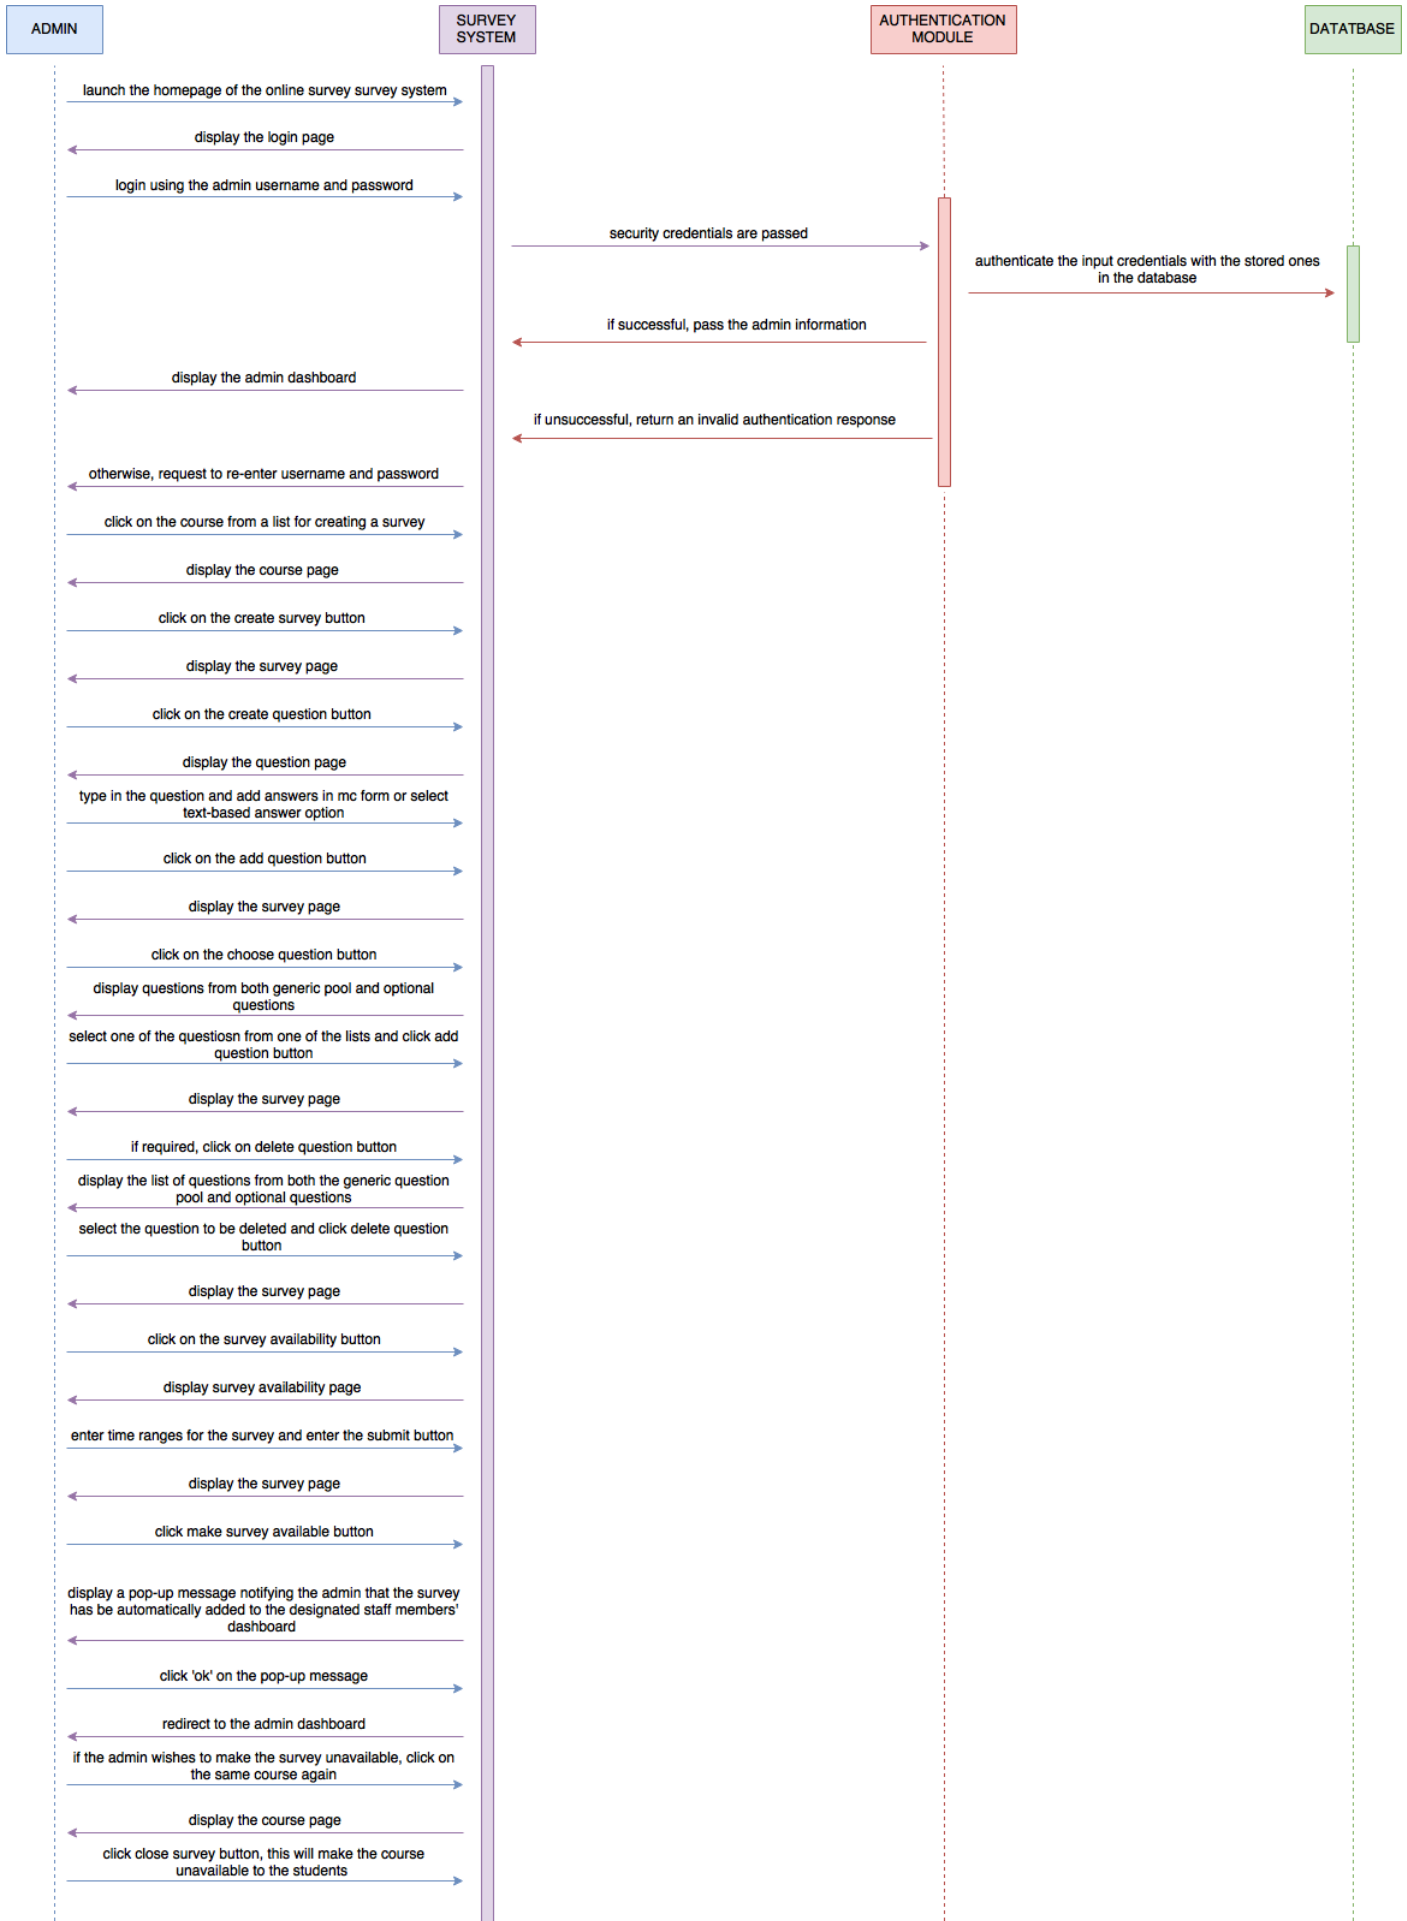 ADMIN
SURVEY
SYSTEM
AUTHENTICATION
MODULE
DATATBASE
launch the homepage of the online survey survey system
display the login page
login using the admin username and password
security credentials are passed
authenticate the input credentials with the stored ones
in the database
if successful, pass the admin information
display the admin dashboard
if unsuccessful, return an invalid authentication response
otherwise, request to re-enter username and password
click on the course from a list for creating a survey
display the course page
click on the create survey button
display the survey page
click on the create question button
display the question page
type in the question and add answers in mc form or select
text-based answer option
click on the add question button
display the survey page
click on the choose question button
display questions from both generic pool and optional
questions
select one of the questiosn from one of the lists and click add
question button
display the survey page
if required, click on delete question button
display the list of questions from both the generic question
pool and optional questions
select the question to be deleted and click delete question
button
display the survey page
click on the survey availability button
display survey availability page
enter time ranges for the survey and enter the submit button
display the survey page
click make survey available button
display a pop-up message notifying the admin that the survey
has be automatically added to the designated staff members'
dashboard
click 'ok' on the pop-up message
redirect to the admin dashboard
if the admin wishes to make the survey unavailable, click on
the same course again
display the course page
click close survey button, this will make the course
unavailable to the students